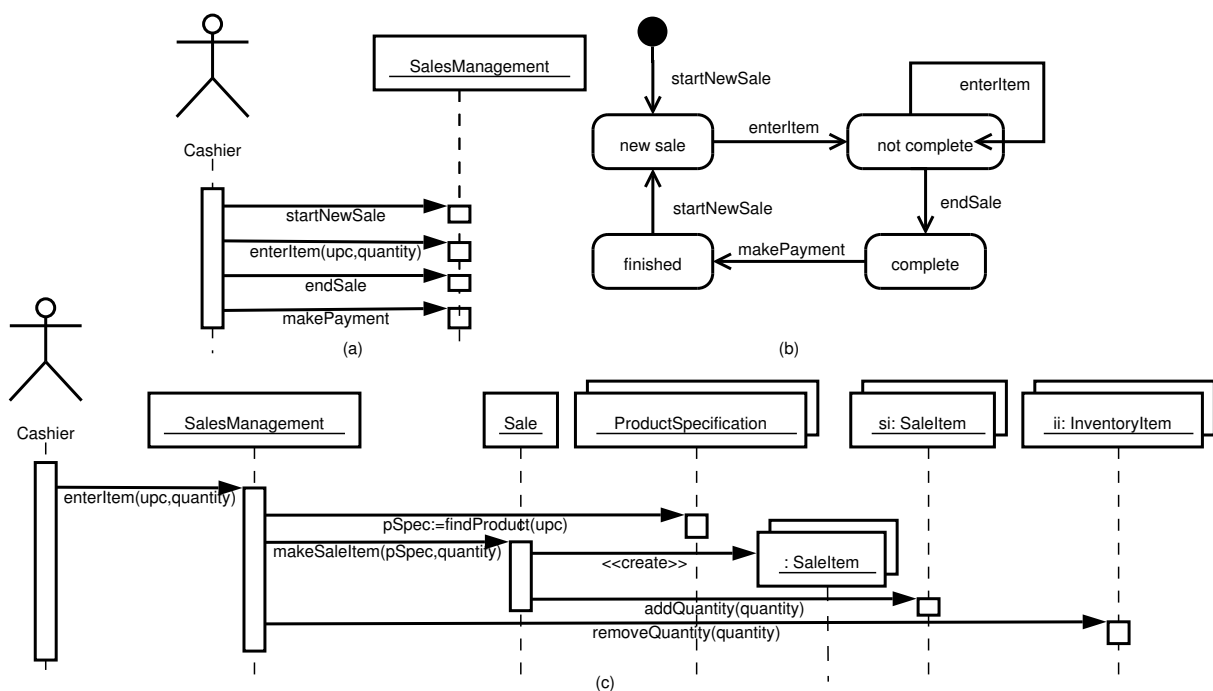 SalesManagement
Cashier
startNewSale
enterItem(upc,quantity)
endSale
makePayment
(a)
startNewSale
enterItem
new sale
enterItem
not complete
startNewSale
endSale
finished
makePayment
complete
(b)
Cashier
SalesManagement
Sale
ProductSpecification
si: SaleItem
ii: InventoryItem
enterItem(upc,quantity)
pSpec:=findProduct(upc)
makeSaleItem(pSpec,quantity)
<<create>>
: SaleItem
addQuantity(quantity)
removeQuantity(quantity)
(c)